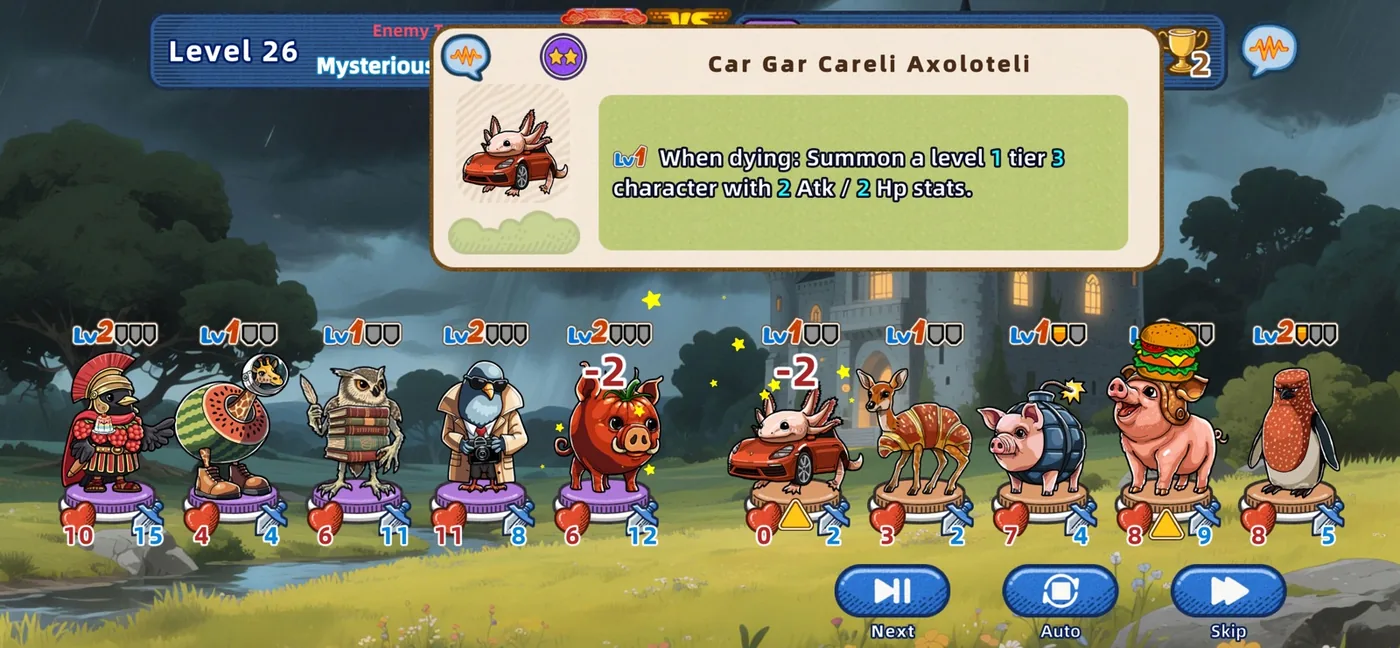 VS
Enemy
Level 26
Mysterious
2
Car Gar Careli Axoloteli
Lv1 When dying: Summon a level 1 tier 3
character with 2 Atk / 2 Hp stats.
Lv2 Lv1 Lv1 Lv2 Lv2 Lv1 Lv1 Lv1 Lv2
-2 -2
10 15 4 4 6 11 11 8 6 12 0 2 3 2 7 4 8 9 8 5
Next Auto Skip